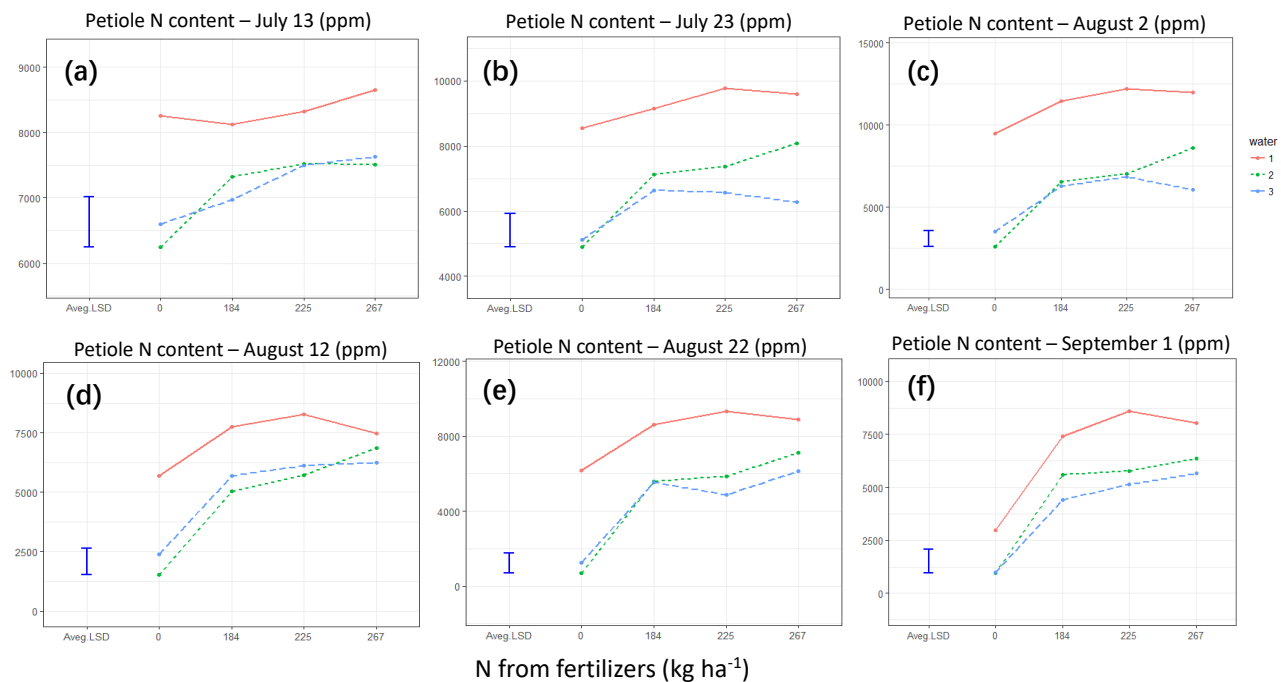 Petiole N content – July 13 (ppm)
(a)
9000
8000
7000
6000
Aveg.LSD 0 184 225 267
Petiole N content – July 23 (ppm)
(b)
10000
8000
6000
4000
Aveg.LSD 0 184 225 267
Petiole N content – August 2 (ppm)
(c)
15000
10000
5000
0
Aveg.LSD 0 184 225 267
water
1
2
3
Petiole N content – August 12 (ppm)
(d)
10000
7500
5000
2500
0
Aveg.LSD 0 184 225 267
Petiole N content – August 22 (ppm)
(e)
12000
8000
4000
0
Aveg.LSD 0 184 225 267
Petiole N content – September 1 (ppm)
(f)
10000
7500
5000
2500
0
Aveg.LSD 0 184 225 267
N from fertilizers (kg ha-1)